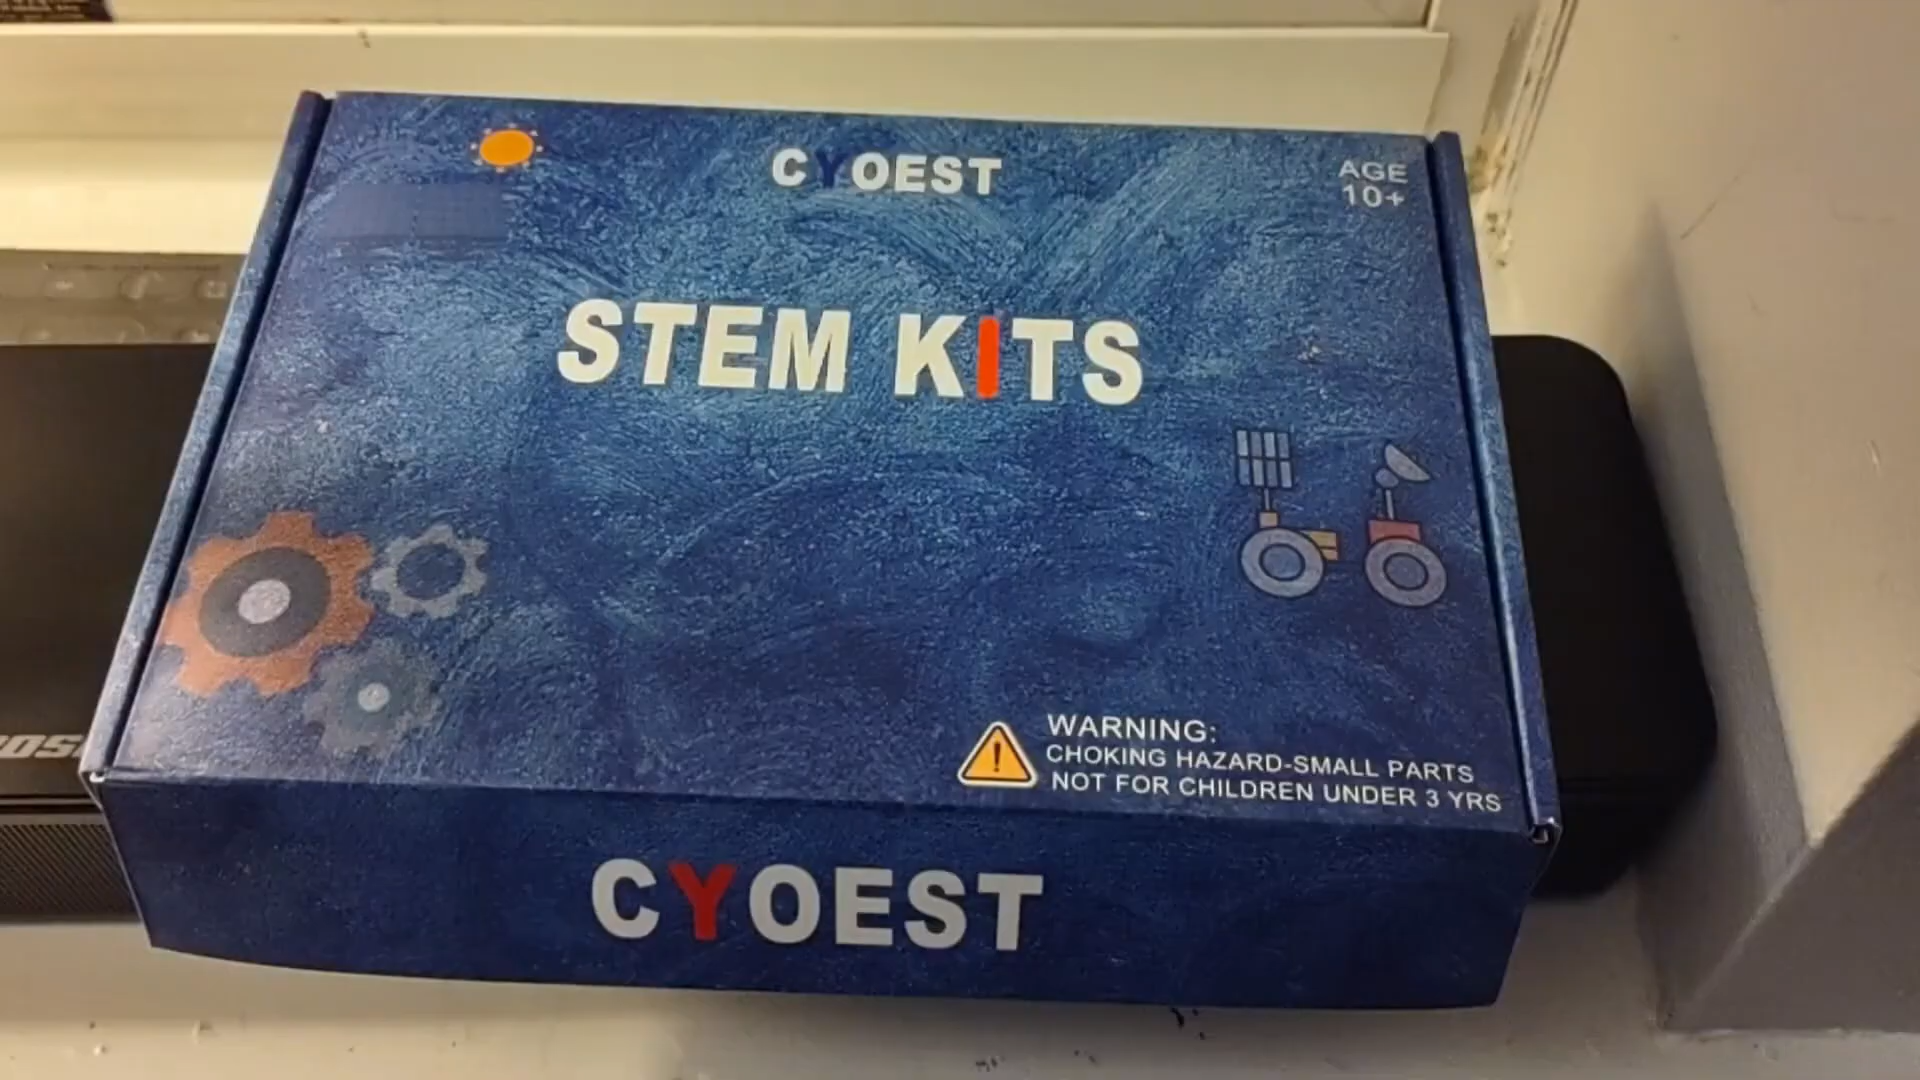 CYOEST
AGE
10+
STEM KITS
WARNING:
CHOKING HAZARD-SMALL PARTS
NOT FOR CHILDREN UNDER 3 YRS
CYOEST